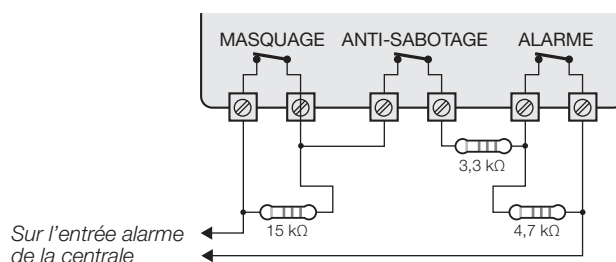 MASQUAGE ANTI-SABOTAGE ALARME
3,3 kΩ
15 kΩ
4,7 kΩ
Sur l’entrée alarme
de la centrale